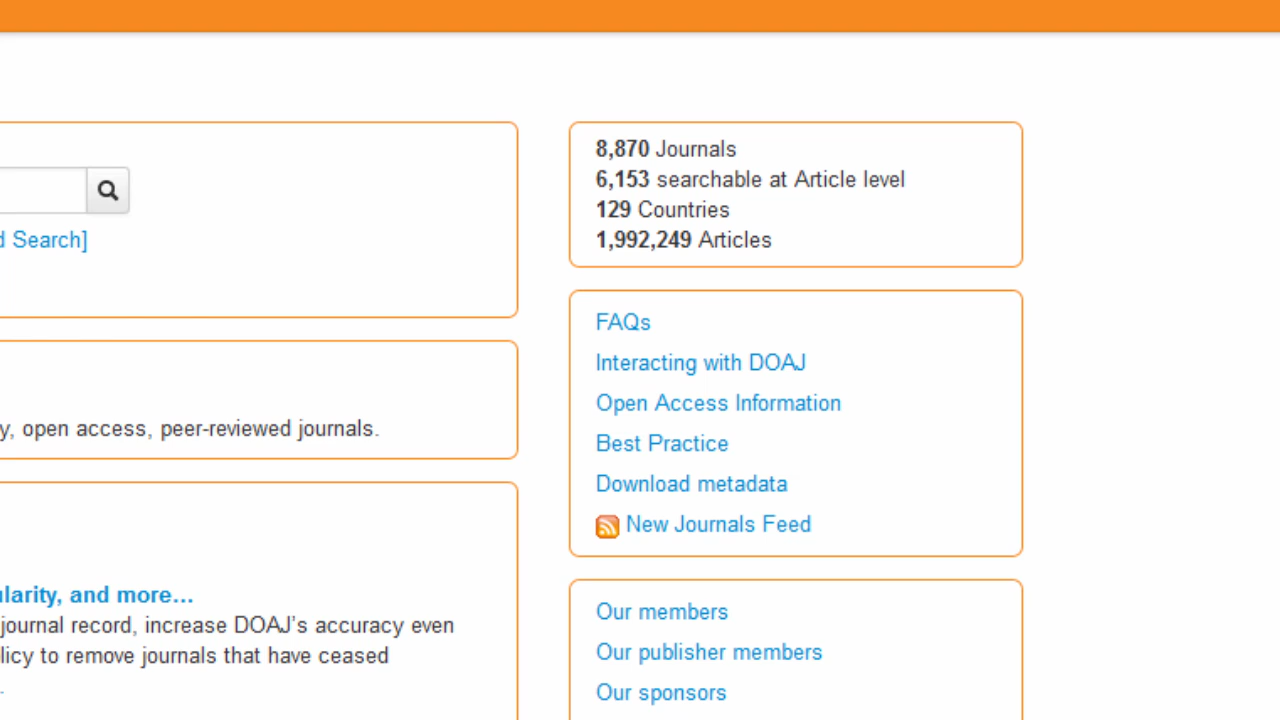 8,870 Journals
6,153 searchable at Article level
129 Countries
1,992,249 Articles
Search]
FAQs
Interacting with DOAJ
Open Access Information
open access, peer-reviewed journals.
Best Practice
Download metadata
New Journals Feed
and more...
journal record, increase DOAJ's accuracy even
to remove journals that have ceased
Our members
Our publisher members
Our sponsors